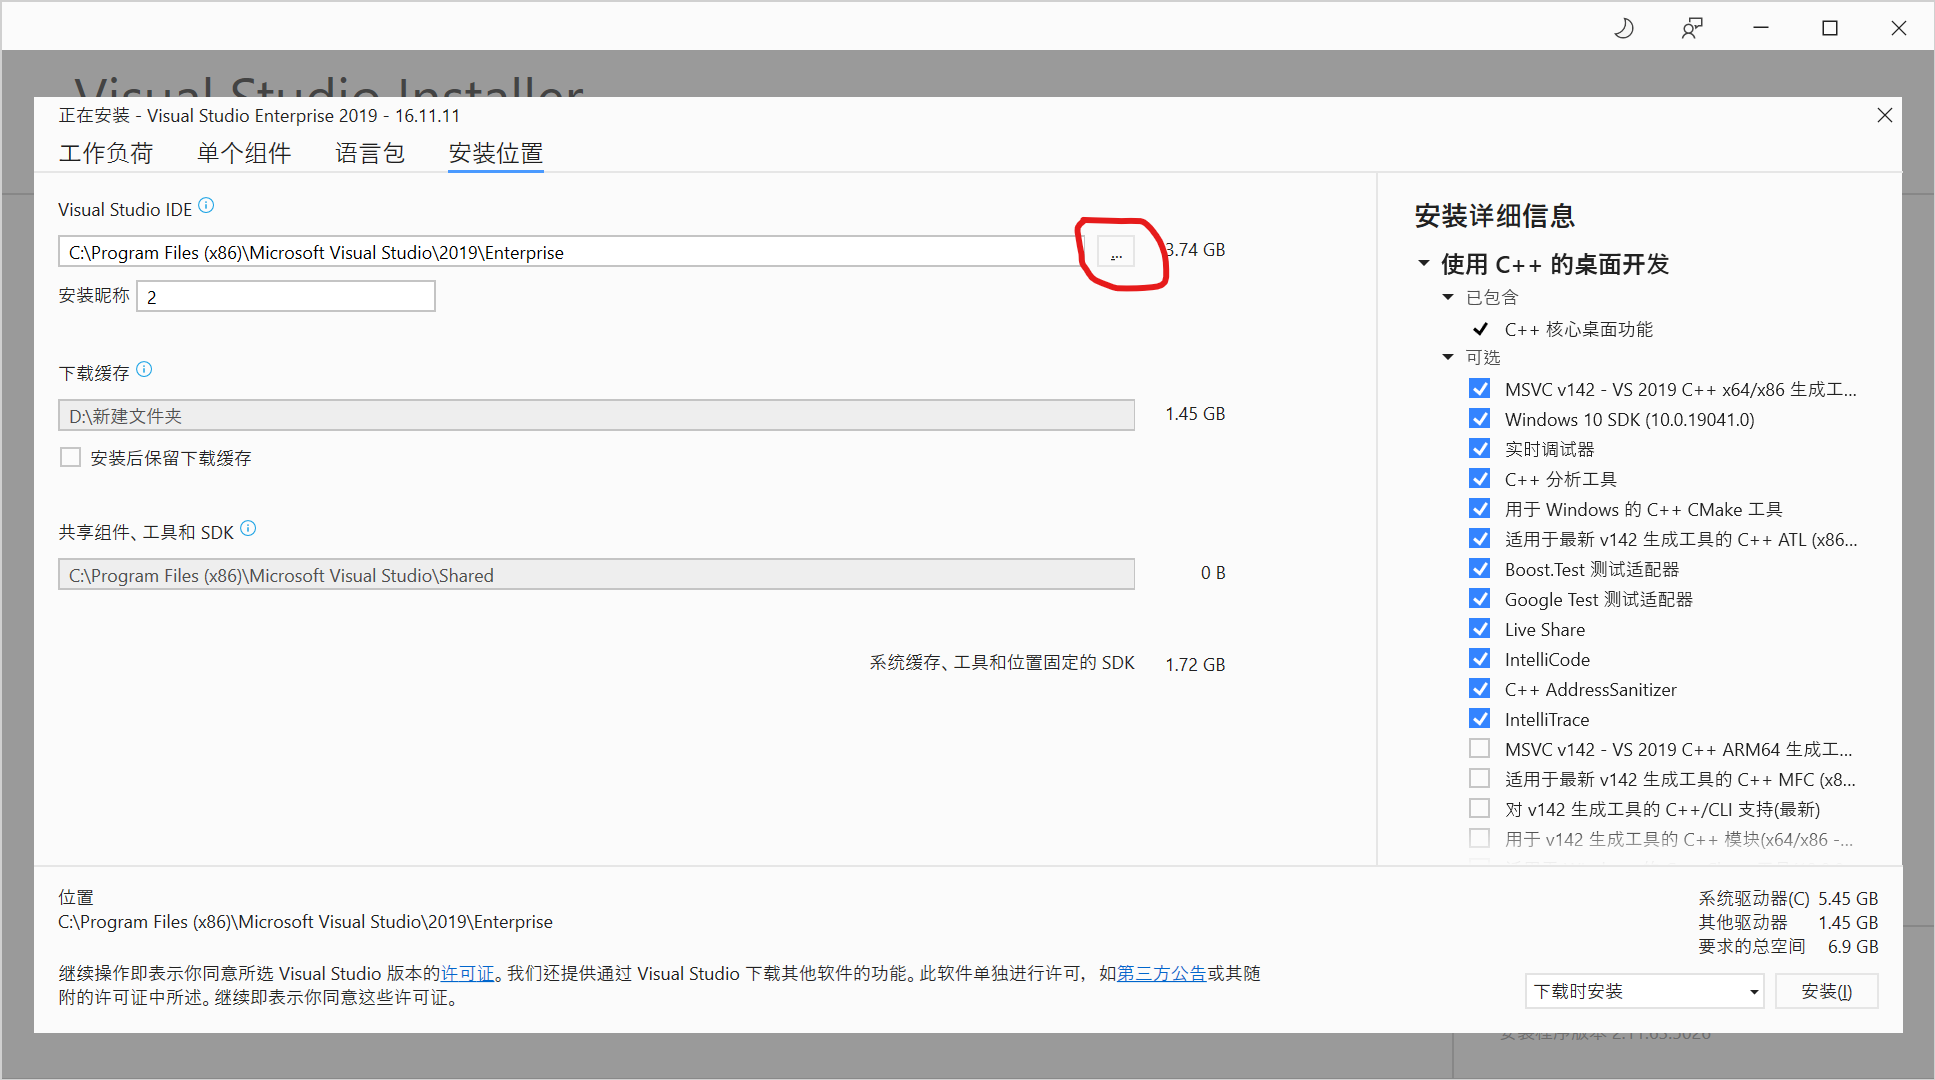 Visual Studio Installer
正在安装 - Visual Studio Enterprise 2019 - 16.11.11
工作负荷 单个组件 语言包 安装位置
Visual Studio IDE
C:\Program Files (x86)\Microsoft Visual Studio\2019\Enterprise ... 3.74 GB
安装昵称 2
下载缓存
D:\新建文件夹 1.45 GB
安装后保留下载缓存
共享组件、工具和 SDK
C:\Program Files (x86)\Microsoft Visual Studio\Shared 0 B
系统缓存、工具和位置固定的 SDK 1.72 GB
安装详细信息
使用 C++ 的桌面开发
已包含
C++ 核心桌面功能
可选
MSVC v142 - VS 2019 C++ x64/x86 生成工...
Windows 10 SDK (10.0.19041.0)
实时调试器
C++ 分析工具
用于 Windows 的 C++ CMake 工具
适用于最新 v142 生成工具的 C++ ATL (x86...
Boost.Test 测试适配器
Google Test 测试适配器
Live Share
IntelliCode
C++ AddressSanitizer
IntelliTrace
MSVC v142 - VS 2019 C++ ARM64 生成工...
适用于最新 v142 生成工具的 C++ MFC (x8...
对 v142 生成工具的 C++/CLI 支持(最新)
用于 v142 生成工具的 C++ 模块(x64/x86 -...
位置
C:\Program Files (x86)\Microsoft Visual Studio\2019\Enterprise
继续操作即表示你同意所选 Visual Studio 版本的许可证。我们还提供通过 Visual Studio 下载其他软件的功能。此软件单独进行许可，如第三方公告或其随
附的许可证中所述。继续即表示你同意这些许可证。
系统驱动器(C) 5.45 GB
其他驱动器 1.45 GB
要求的总空间 6.9 GB
下载时安装 安装(I)